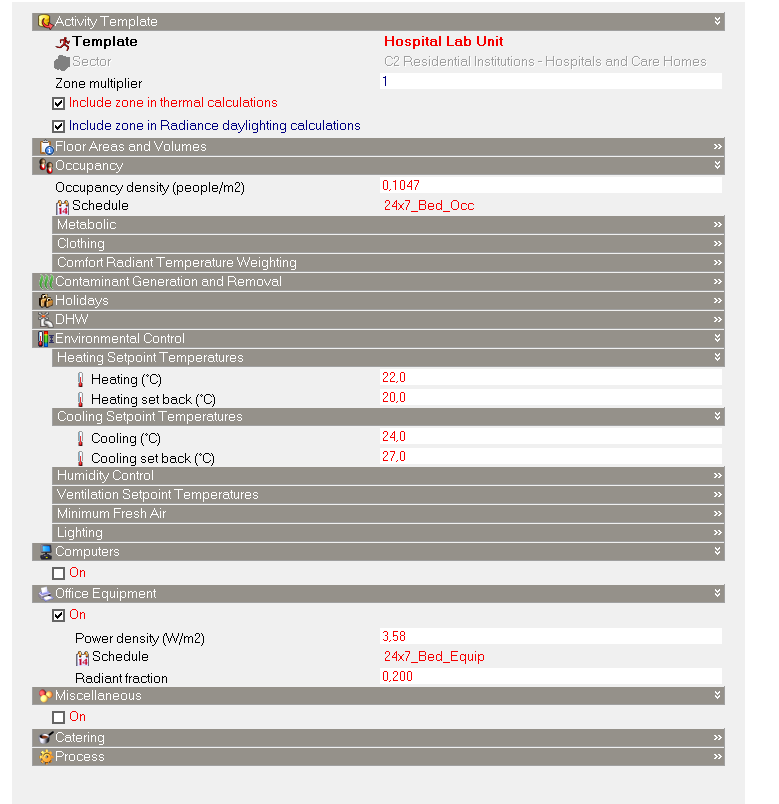 Activity Template
Template Hospital Lab Unit
Sector C2 Residential Institutions - Hospitals and Care Homes
Zone multiplier 1
Include zone in thermal calculations
Include zone in Radiance daylighting calculations
Floor Areas and Volumes
Occupancy
Occupancy density (people/m2) 0,1047
14 Schedule 24x7_Bed_Occ
Metabolic
Clothing
Comfort Radiant Temperature Weighting
Contaminant Generation and Removal
Holidays
DHW
Environmental Control
Heating Setpoint Temperatures
Heating (°C) 22,0
Heating set back (°C) 20,0
Cooling Setpoint Temperatures
Cooling (°C) 24,0
Cooling set back (°C) 27,0
Humidity Control
Ventilation Setpoint Temperatures
Minimum Fresh Air
Lighting
Computers
On
Office Equipment
On
Power density (W/m2) 3,58
14 Schedule 24x7_Bed_Equip
Radiant fraction 0,200
Miscellaneous
On
Catering
Process